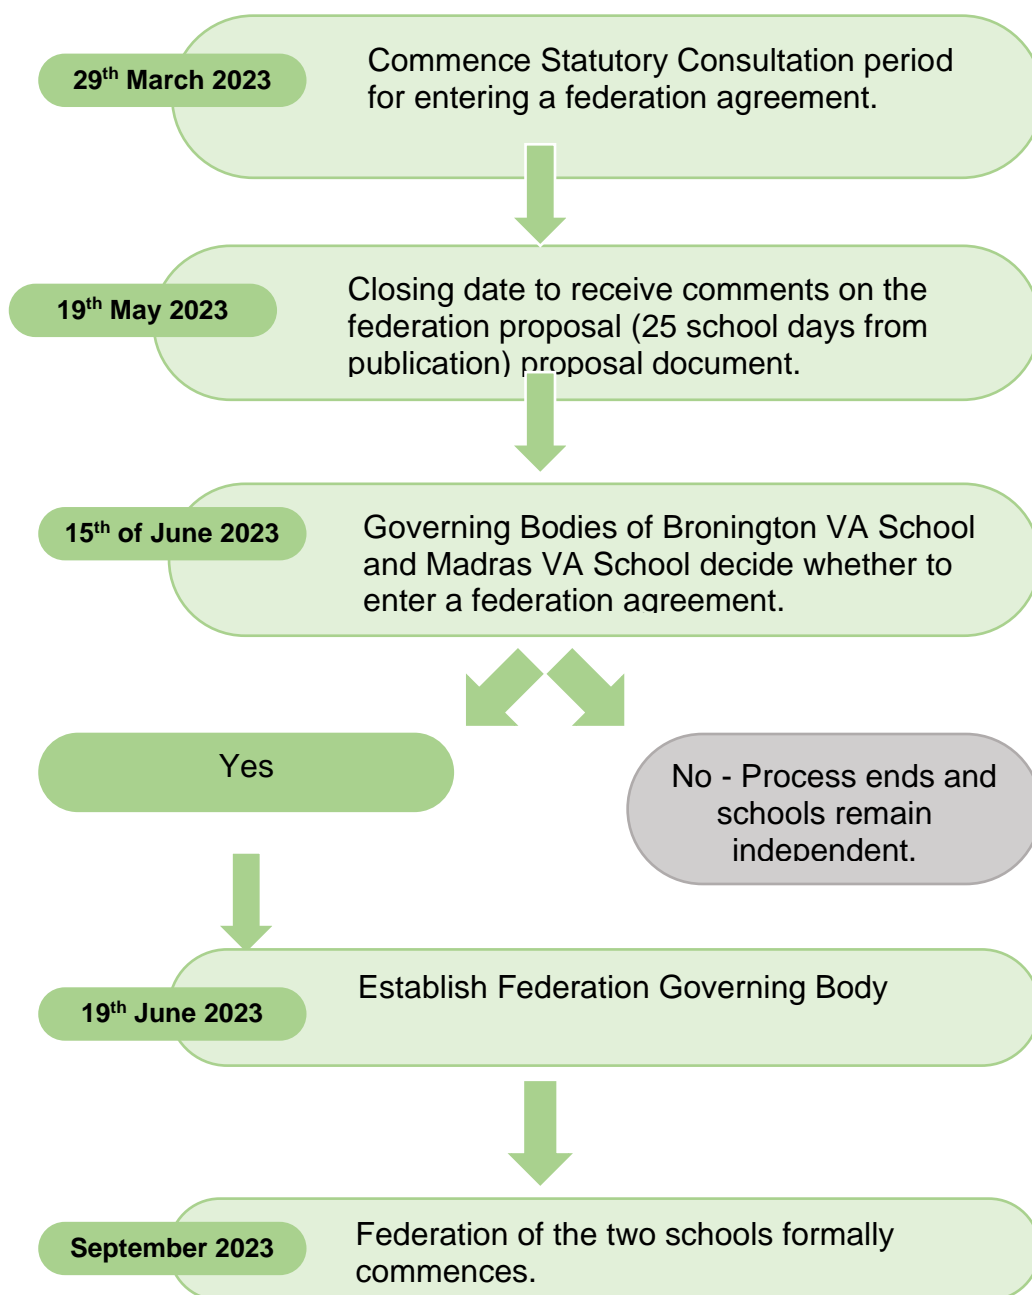 29th March 2023
Commence Statutory Consultation period
for entering a federation agreement.
19th May 2023
Closing date to receive comments on the
federation proposal (25 school days from
publication) proposal document.
15th of June 2023
Governing Bodies of Bronington VA School
and Madras VA School decide whether to
enter a federation agreement.
Yes
No - Process ends and
schools remain
independent.
19th June 2023
Establish Federation Governing Body
September 2023
Federation of the two schools formally
commences.